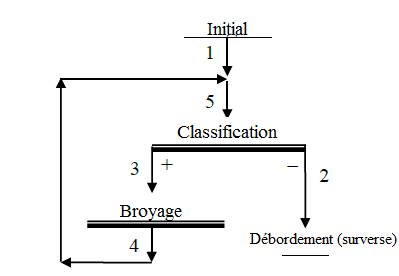 Initial
1
5
Classification
3 + – 2
Broyage
4
Débordement (surverse)